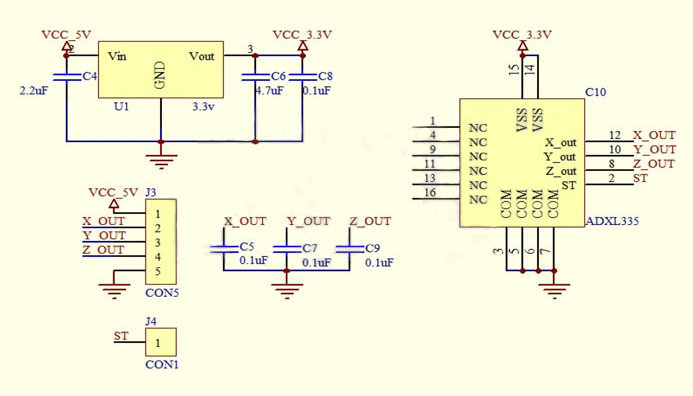 VCC_5V
VCC_3.3V
2
Vin
Vout
3
C4
2.2uF
GND
U1
3.3v
C6
4.7uF
C8
0.1uF
VCC_3.3V
15
14
C10
VSS
VSS
1
NC
4
NC
9
NC
11
NC
13
NC
16
NC
X_out
12
X_OUT
Y_out
10
Y_OUT
Z_out
8
Z_OUT
ST
2
ST
COM
COM
COM
COM
ADXL335
3
5
6
7
VCC_5V
J3
1
X_OUT
2
Y_OUT
3
Z_OUT
4
5
CON5
X_OUT
Y_OUT
Z_OUT
C5
0.1uF
C7
0.1uF
C9
0.1uF
J4
ST
1
CON1